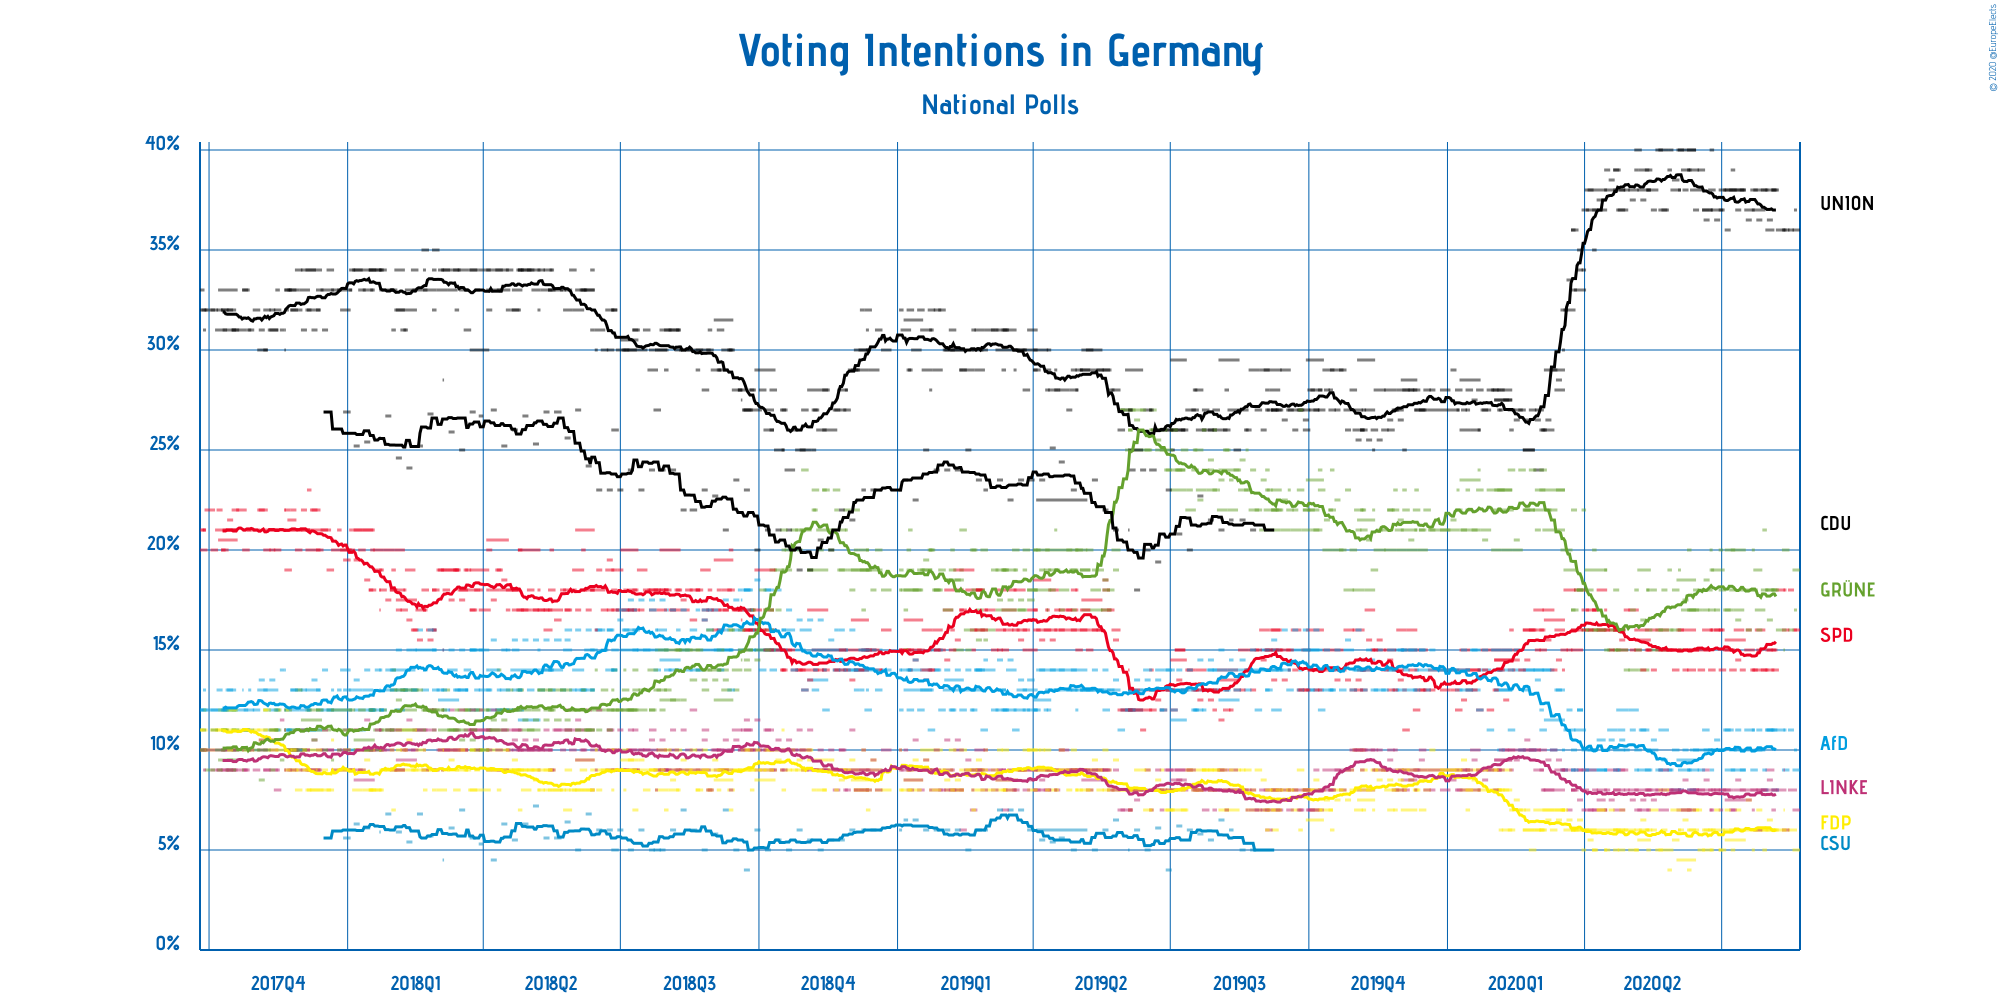 © 2020 @EuropeElects
Voting Intentions in Germany
National Polls
40%
35%
30%
25%
20%
15%
10%
5%
0%
UNION
CDU
GRÜNE
SPD
AfD
LINKE
FDP
CSU
2017Q4 2018Q1 2018Q2 2018Q3 2018Q4 2019Q1 2019Q2 2019Q3 2019Q4 2020Q1 2020Q2